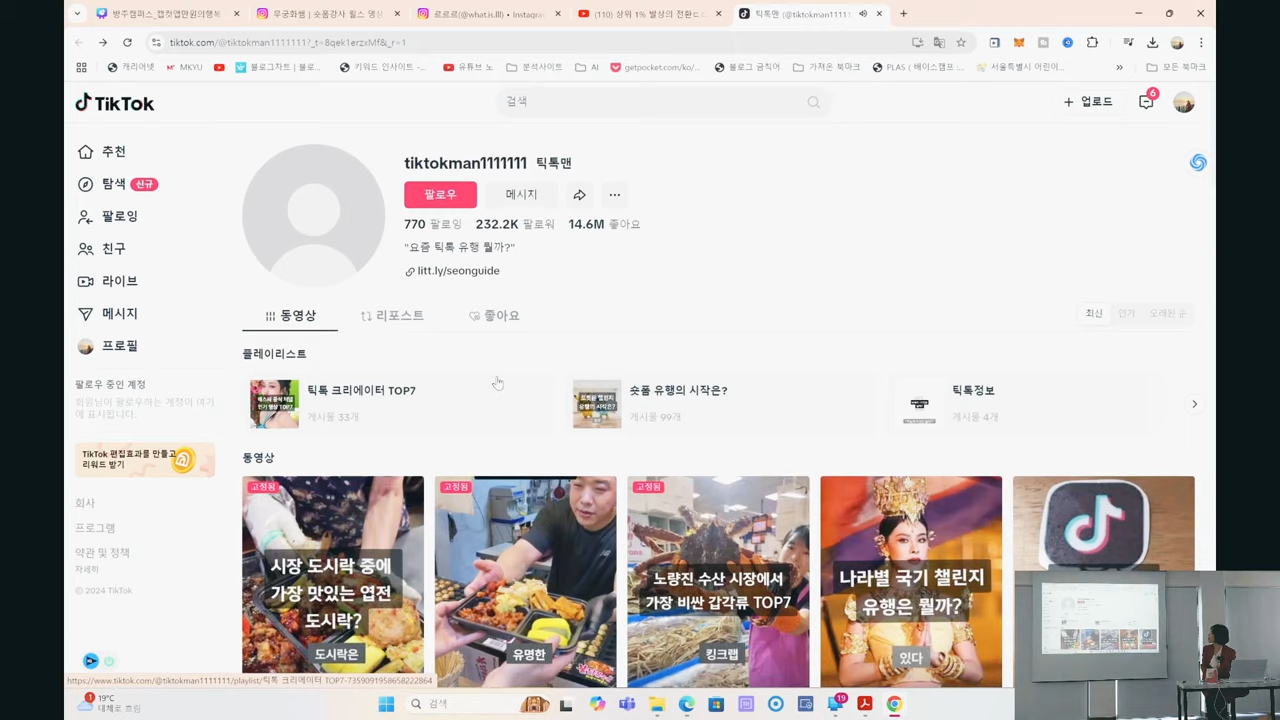 방주캠퍼스_캡컷앱만원의행복
무궁화쌤 | 숏폼강사 릴스 영상
르르르(@what.is.lll) • Instagram
(110) 상위 1% 발상의 전환ㄷ
틱톡맨 (@tiktokman1111
tiktok.com/@tiktokman1111111?_t=8qek1erzxMf&_r=1
캐리어넷
MKYU
블로그차트 | 블로...
키워드 인사이트 -...
유튜브 노
분석사이트
AI
getpocket.com/ko/...
블로그 금칙어
가져온 북마크
PLAS ( 베이스캠프 :...
서울특별시 어린이...
»
모든 북마크
TikTok
검색
+ 업로드
6
추천
탐색 신규
팔로잉
친구
라이브
메시지
프로필
팔로우 중인 계정
회원님이 팔로우하는 계정이 여기
에 표시됩니다.
TikTok 편집효과를 만들고
리워드 받기
회사
프로그램
약관 및 정책
자세히
© 2024 TikTok
tiktokman1111111 틱톡맨
팔로우
메시지
770 팔로잉 232.2K 팔로워 14.6M 좋아요
"요즘 틱톡 유행 뭘까?"
litt.ly/seonguide
동영상
리포스트
좋아요
최신
인기
오래된 순
플레이리스트
틱톡 크리에이터 TOP7
게시물 33개
숏폼 유행의 시작은?
게시물 99개
틱톡정보
게시물 4개
동영상
고정됨
시장 도시락 중에
가장 맛있는 엽전
도시락?
도시락은
고정됨
유명한
고정됨
노량진 수산 시장에서
가장 비싼 갑각류 TOP7
킹크랩
나라별 국기 챌린지
유행은 뭘까?
있다
https://www.tiktok.com/@tiktokman1111111/playlist/틱톡 크리에이터 TOP7-7359091958658222864
1
19°C
대체로 흐림
검색
19